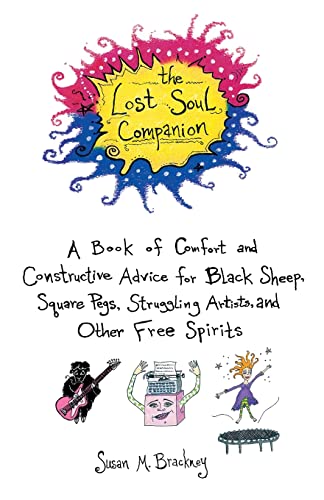 the
Lost Soul
Companion
A Book of Comfort and
Constructive Advice for Black Sheep,
Square Pegs, Struggling Artists, and
Other Free Spirits
Susan M. Brackney